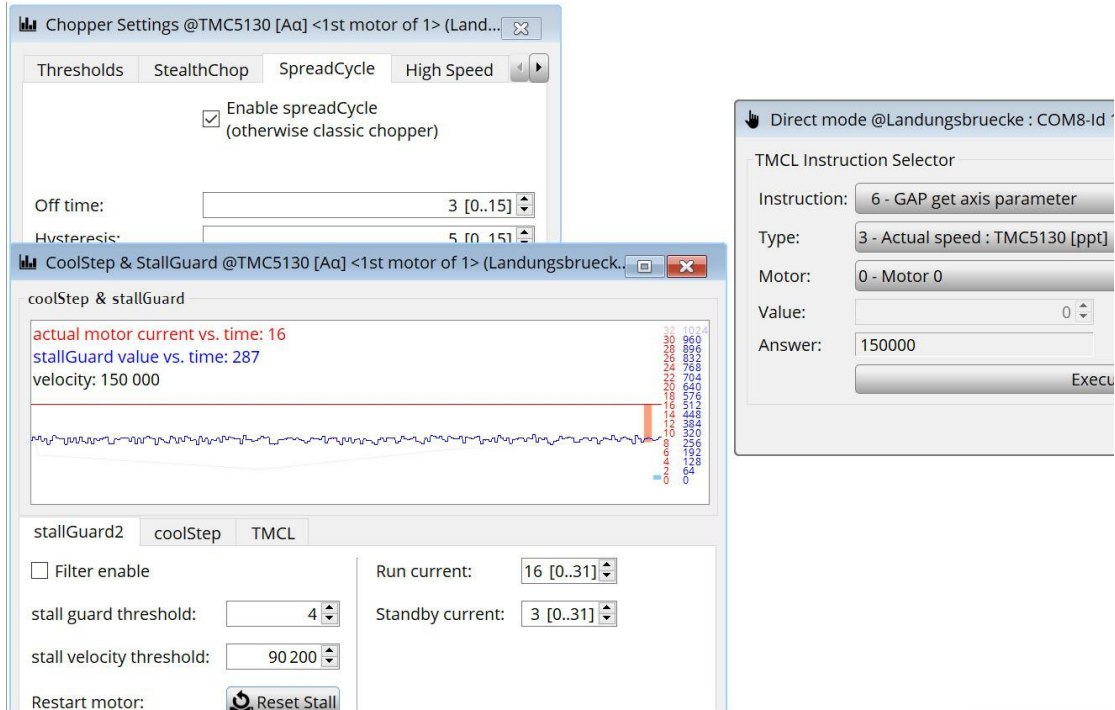 Chopper Settings @TMC5130 [Aα] <1st motor of 1> (Land...
Thresholds StealthChop SpreadCycle High Speed
Enable spreadCycle
(otherwise classic chopper)
Off time: 3 [0..15]
Hysteresis: 5 [0..15]
CoolStep & StallGuard @TMC5130 [Aα] <1st motor of 1> (Landungsbrueck..
coolStep & stallGuard
actual motor current vs. time: 16
stallGuard value vs. time: 287
velocity: 150 000
32 1024
30 960
28 896
26 832
24 768
22 704
20 640
18 576
16 512
14 448
12 384
10 320
8 256
6 192
4 128
2 64
0 0
stallGuard2 coolStep TMCL
Filter enable
stall guard threshold: 4
stall velocity threshold: 90 200
Restart motor: Reset Stall
Run current: 16 [0..31]
Standby current: 3 [0..31]
Direct mode @Landungsbruecke : COM8-Id 1
TMCL Instruction Selector
Instruction: 6 - GAP get axis parameter
Type: 3 - Actual speed : TMC5130 [ppt]
Motor: 0 - Motor 0
Value: 0
Answer: 150000
Execu